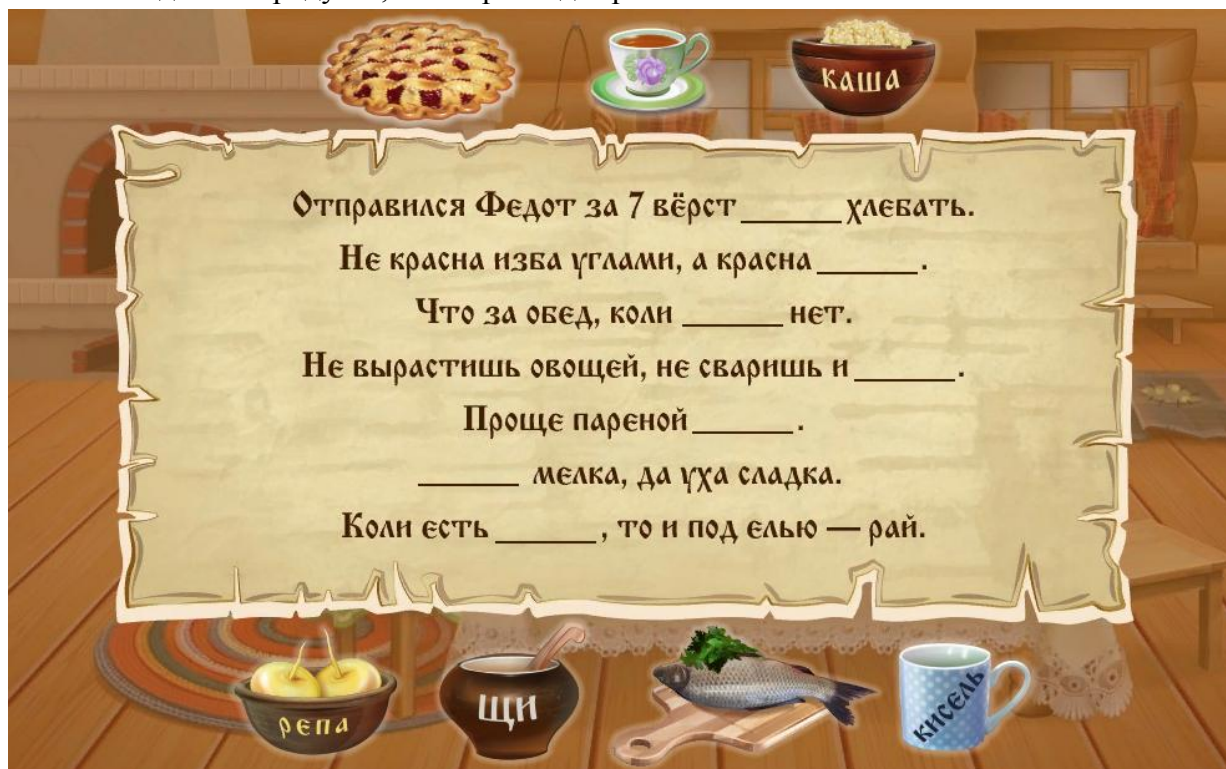 каша
Отправился Федот за 7 вёрст ______ хлебать.
Не красна изба углами, а красна ______.
Что за обед, коли ______ нет.
Не вырастишь овощей, не сваришь и ______.
Проще пареной ______.
______ мелка, да уха сладка.
Коли есть ______, то и под елью — рай.
репа
щи
кисель